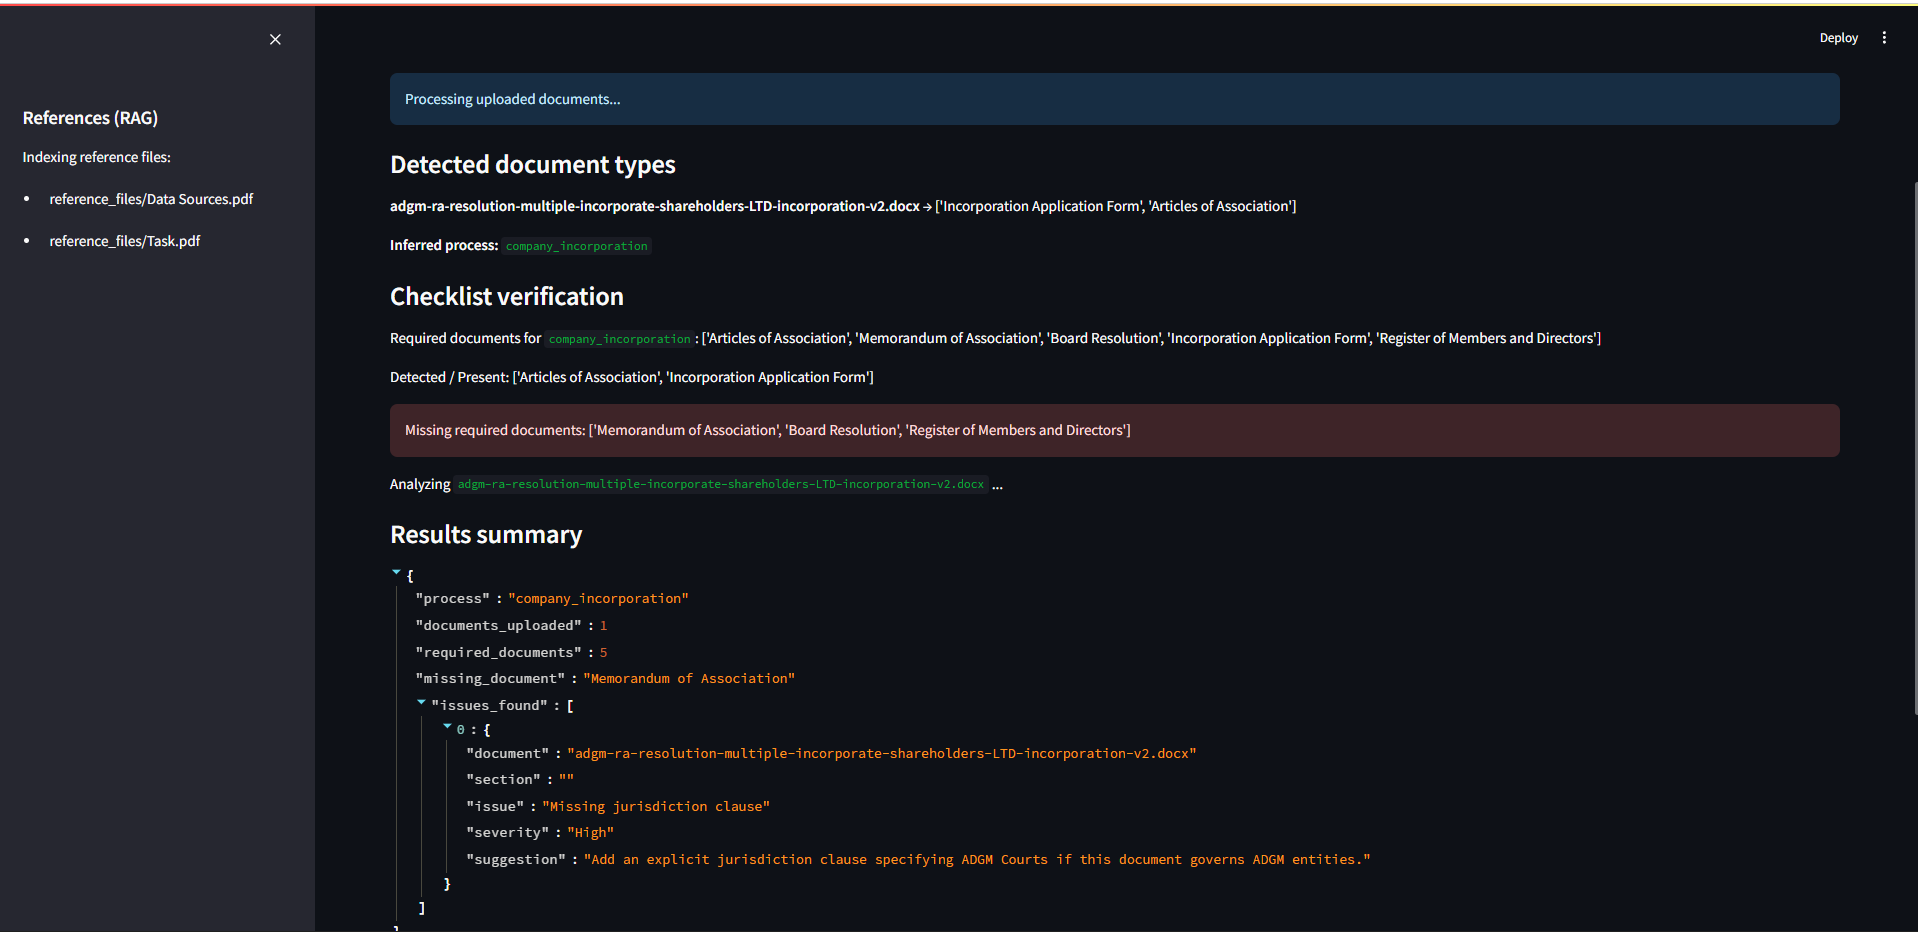 Deploy
References (RAG)
Indexing reference files:
reference_files/Data Sources.pdf
reference_files/Task.pdf
Processing uploaded documents...
Detected document types
adgm-ra-resolution-multiple-incorporate-shareholders-LTD-incorporation-v2.docx → ['Incorporation Application Form', 'Articles of Association']
Inferred process: company_incorporation
Checklist verification
Required documents for company_incorporation : ['Articles of Association', 'Memorandum of Association', 'Board Resolution', 'Incorporation Application Form', 'Register of Members and Directors']
Detected / Present: ['Articles of Association', 'Incorporation Application Form']
Missing required documents: ['Memorandum of Association', 'Board Resolution', 'Register of Members and Directors']
Analyzing adgm-ra-resolution-multiple-incorporate-shareholders-LTD-incorporation-v2.docx ...
Results summary
{
"process" : "company_incorporation"
"documents_uploaded" : 1
"required_documents" : 5
"missing_document" : "Memorandum of Association"
"issues_found" : [
0 : {
"document" : "adgm-ra-resolution-multiple-incorporate-shareholders-LTD-incorporation-v2.docx"
"section" : ""
"issue" : "Missing jurisdiction clause"
"severity" : "High"
"suggestion" : "Add an explicit jurisdiction clause specifying ADGM Courts if this document governs ADGM entities."
}
]